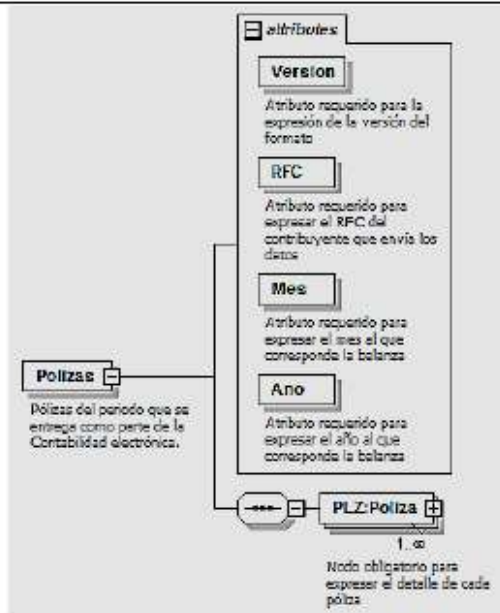 attributes
Version
Atributo requerido para la
expresión de la versión del
formato
RFC
Atributo requerido para
expresar el RFC del
contribuyente que envía los
datos
Mes
Atributo requerido para
expresar el mes al que
corresponde la balanza
Ano
Atributo requerido para
expresar el año al que
corresponde la balanza
Polizas
Pólizas del periodo que se
entrega como parte de la
Contabilidad electrónica.
PLZ:Poliza
1..∞
Nodo obligatorio para
expresar el detalle de cada
póliza